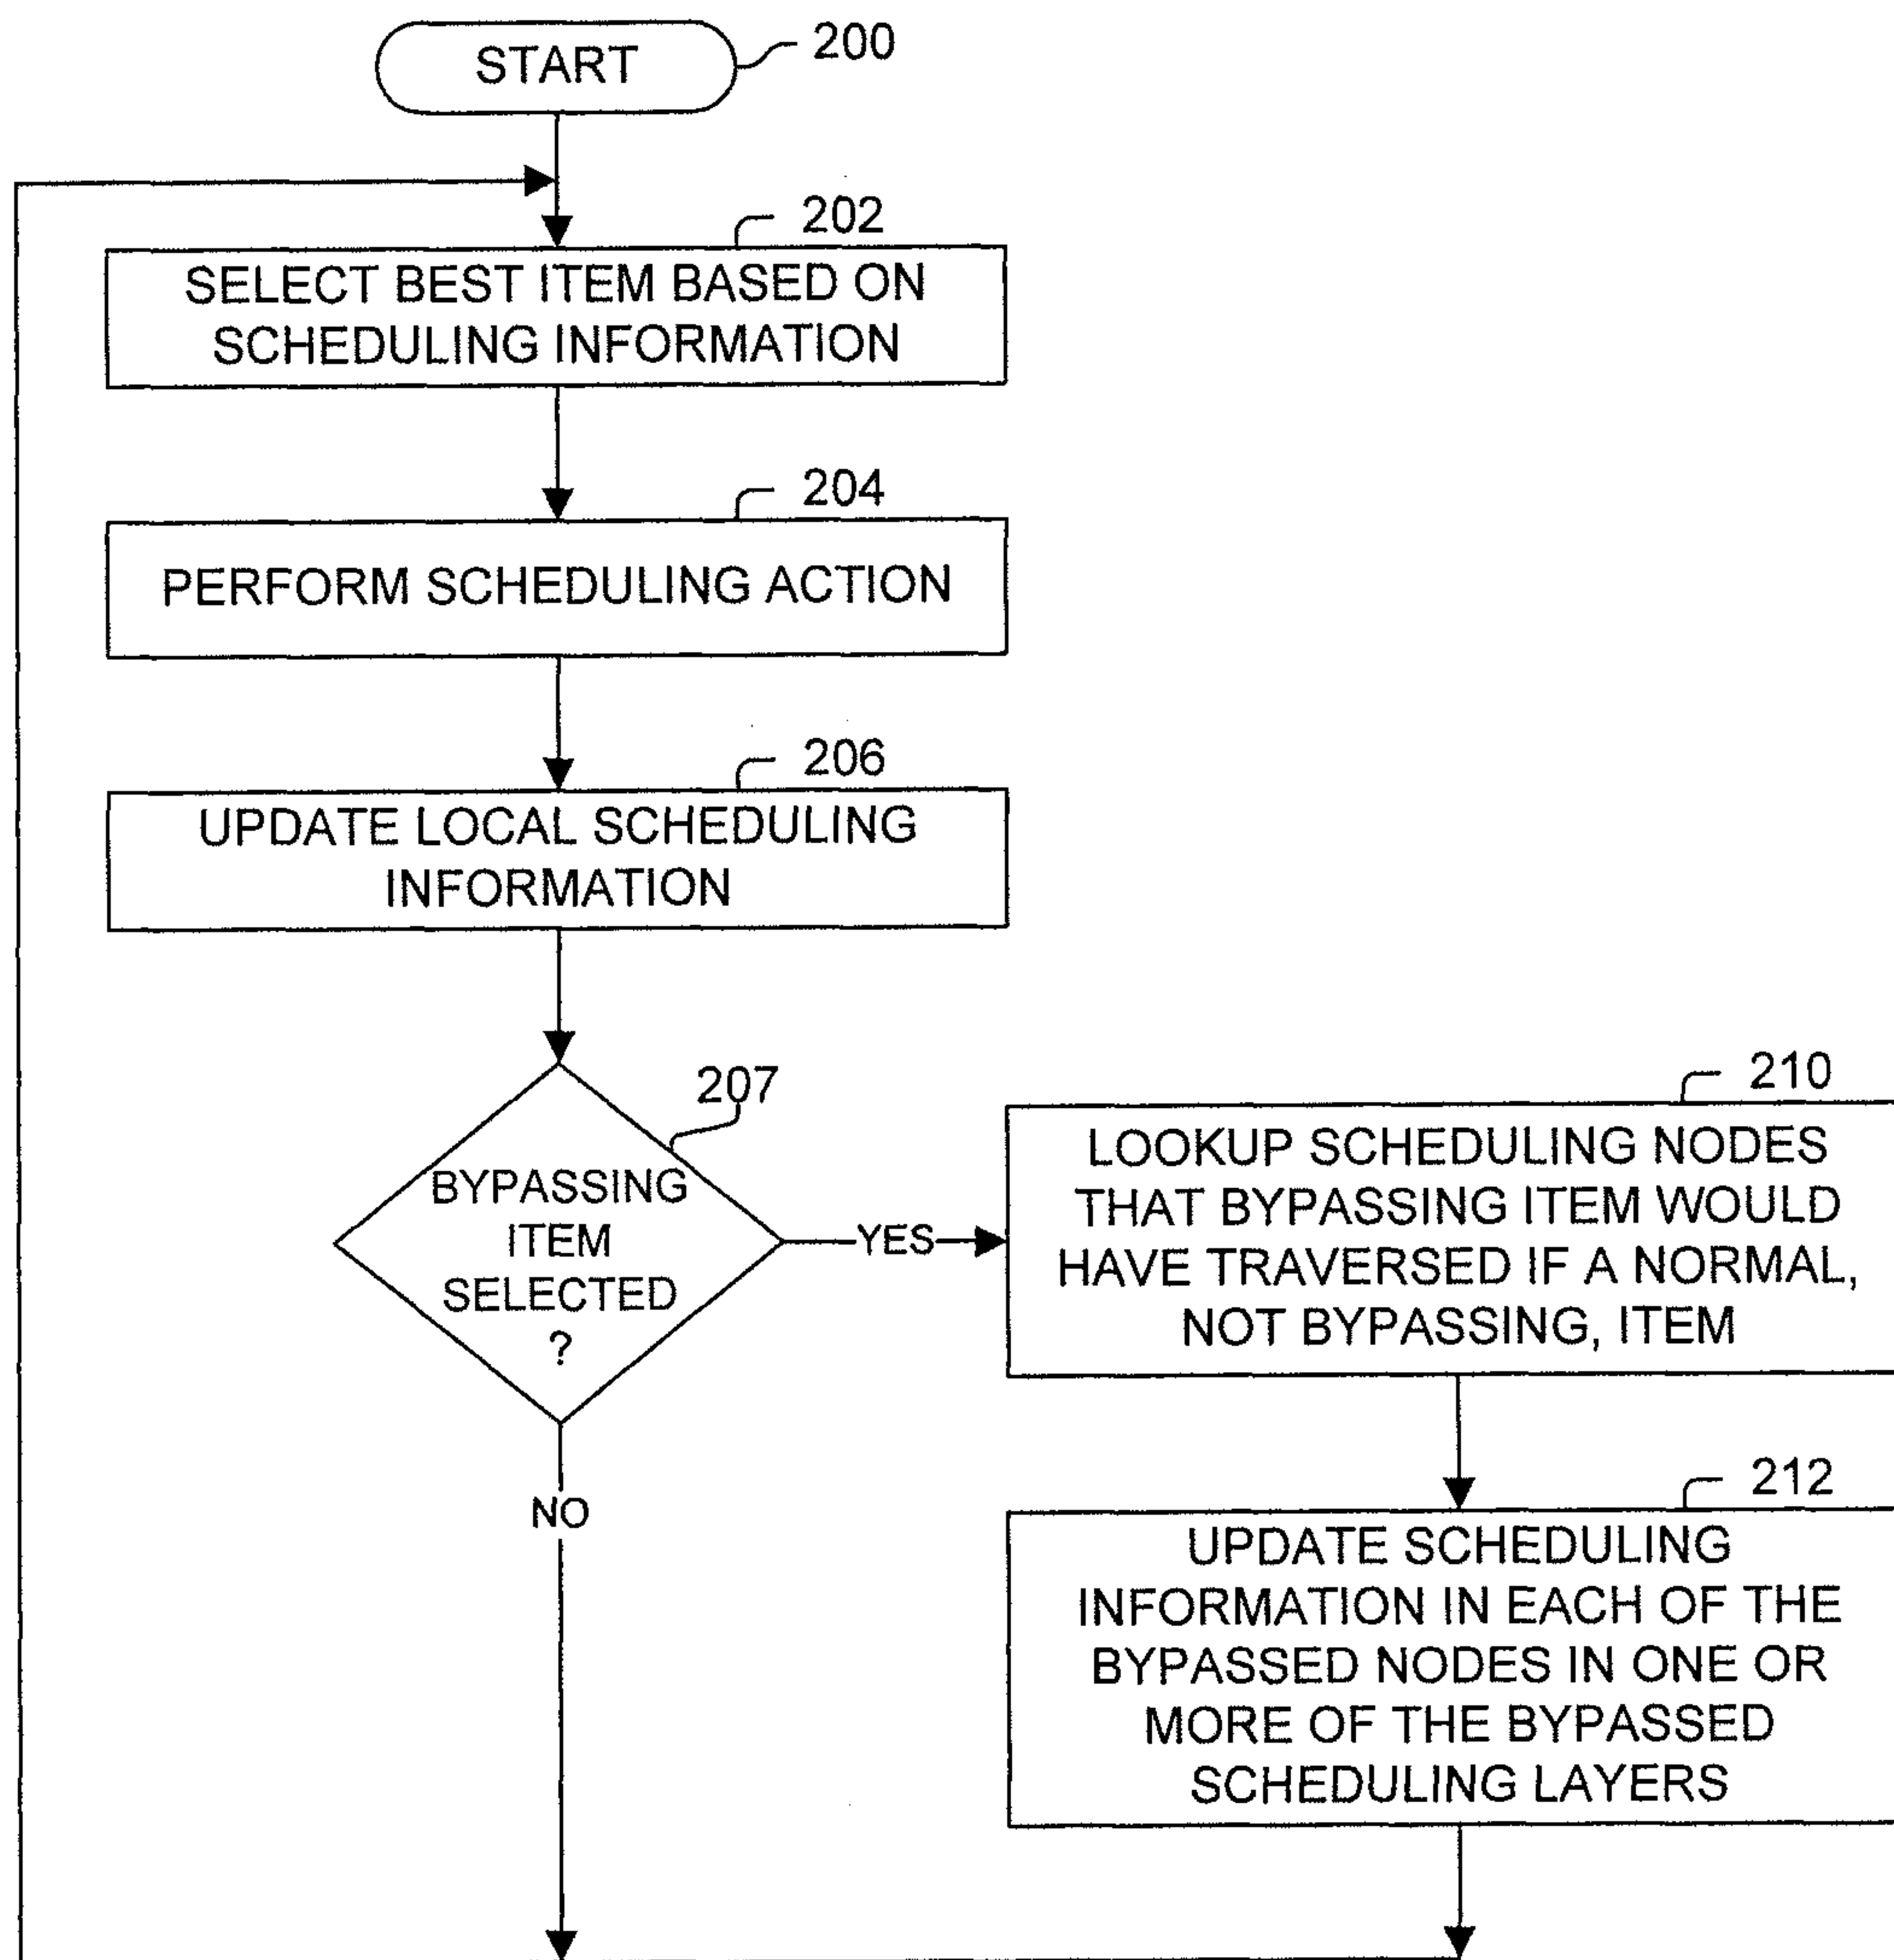 START
200
202
SELECT BEST ITEM BASED ON
SCHEDULING INFORMATION
204
PERFORM SCHEDULING ACTION
206
UPDATE LOCAL SCHEDULING
INFORMATION
207
BYPASSING
ITEM
SELECTED
?
YES
NO
210
LOOKUP SCHEDULING NODES
THAT BYPASSING ITEM WOULD
HAVE TRAVERSED IF A NORMAL,
NOT BYPASSING, ITEM
212
UPDATE SCHEDULING
INFORMATION IN EACH OF THE
BYPASSED NODES IN ONE OR
MORE OF THE BYPASSED
SCHEDULING LAYERS